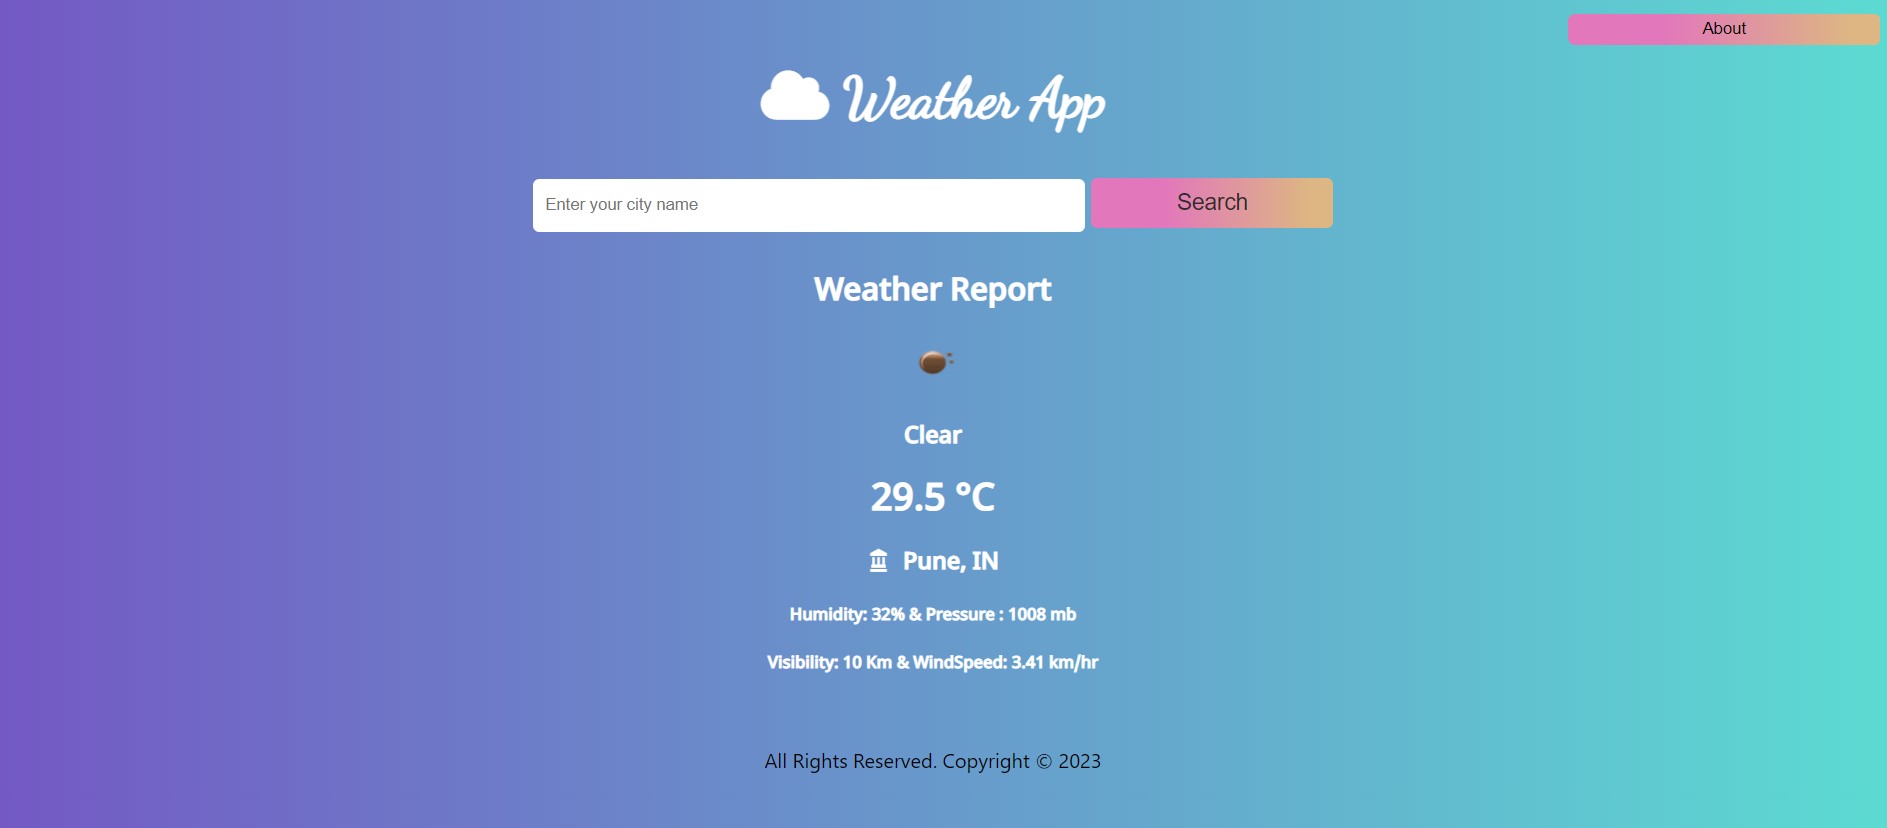 About
Weather App
Enter your city name
Search
Weather Report
Clear
29.5 °C
Pune, IN
Humidity: 32% & Pressure : 1008 mb
Visibility: 10 Km & WindSpeed: 3.41 km/hr
All Rights Reserved. Copyright © 2023